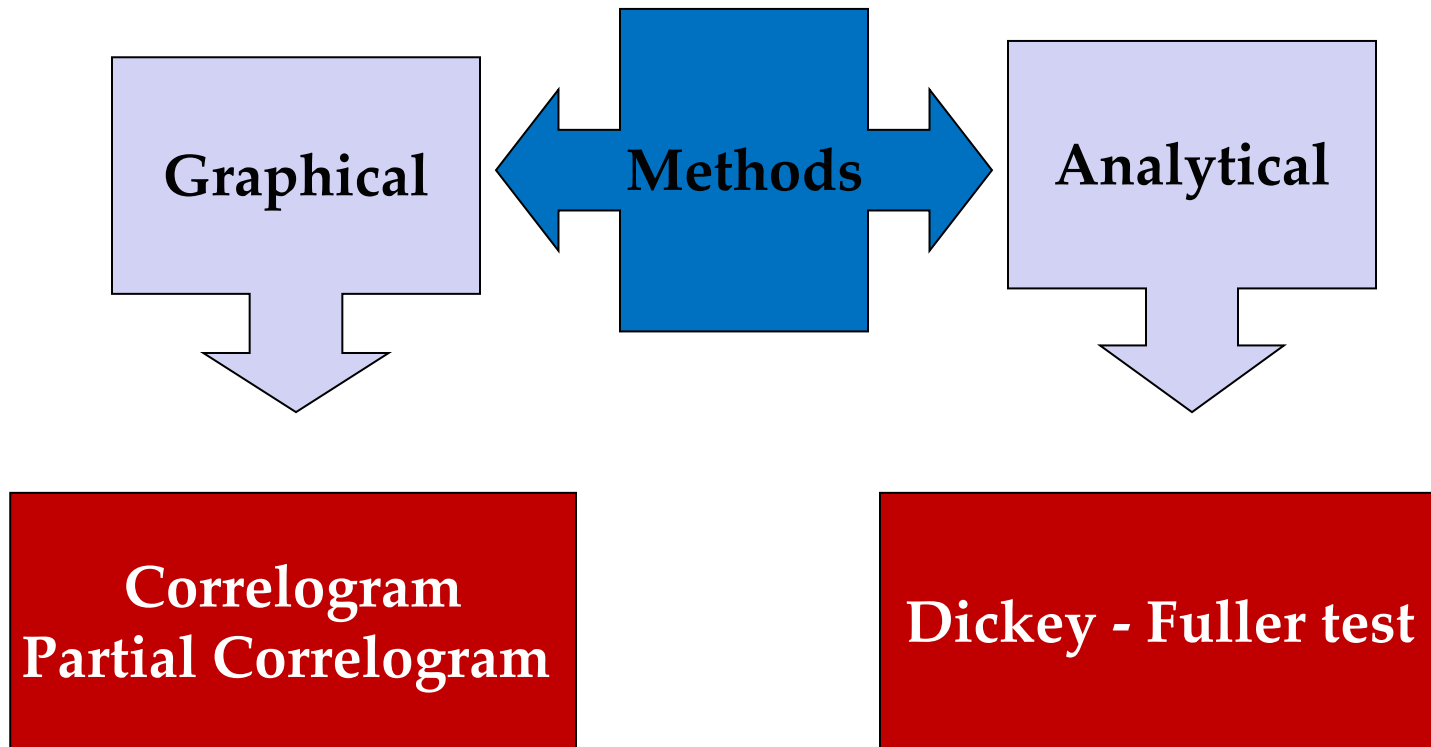 Methods
Graphical
Analytical
Correlogram
Partial Correlogram
Dickey - Fuller test